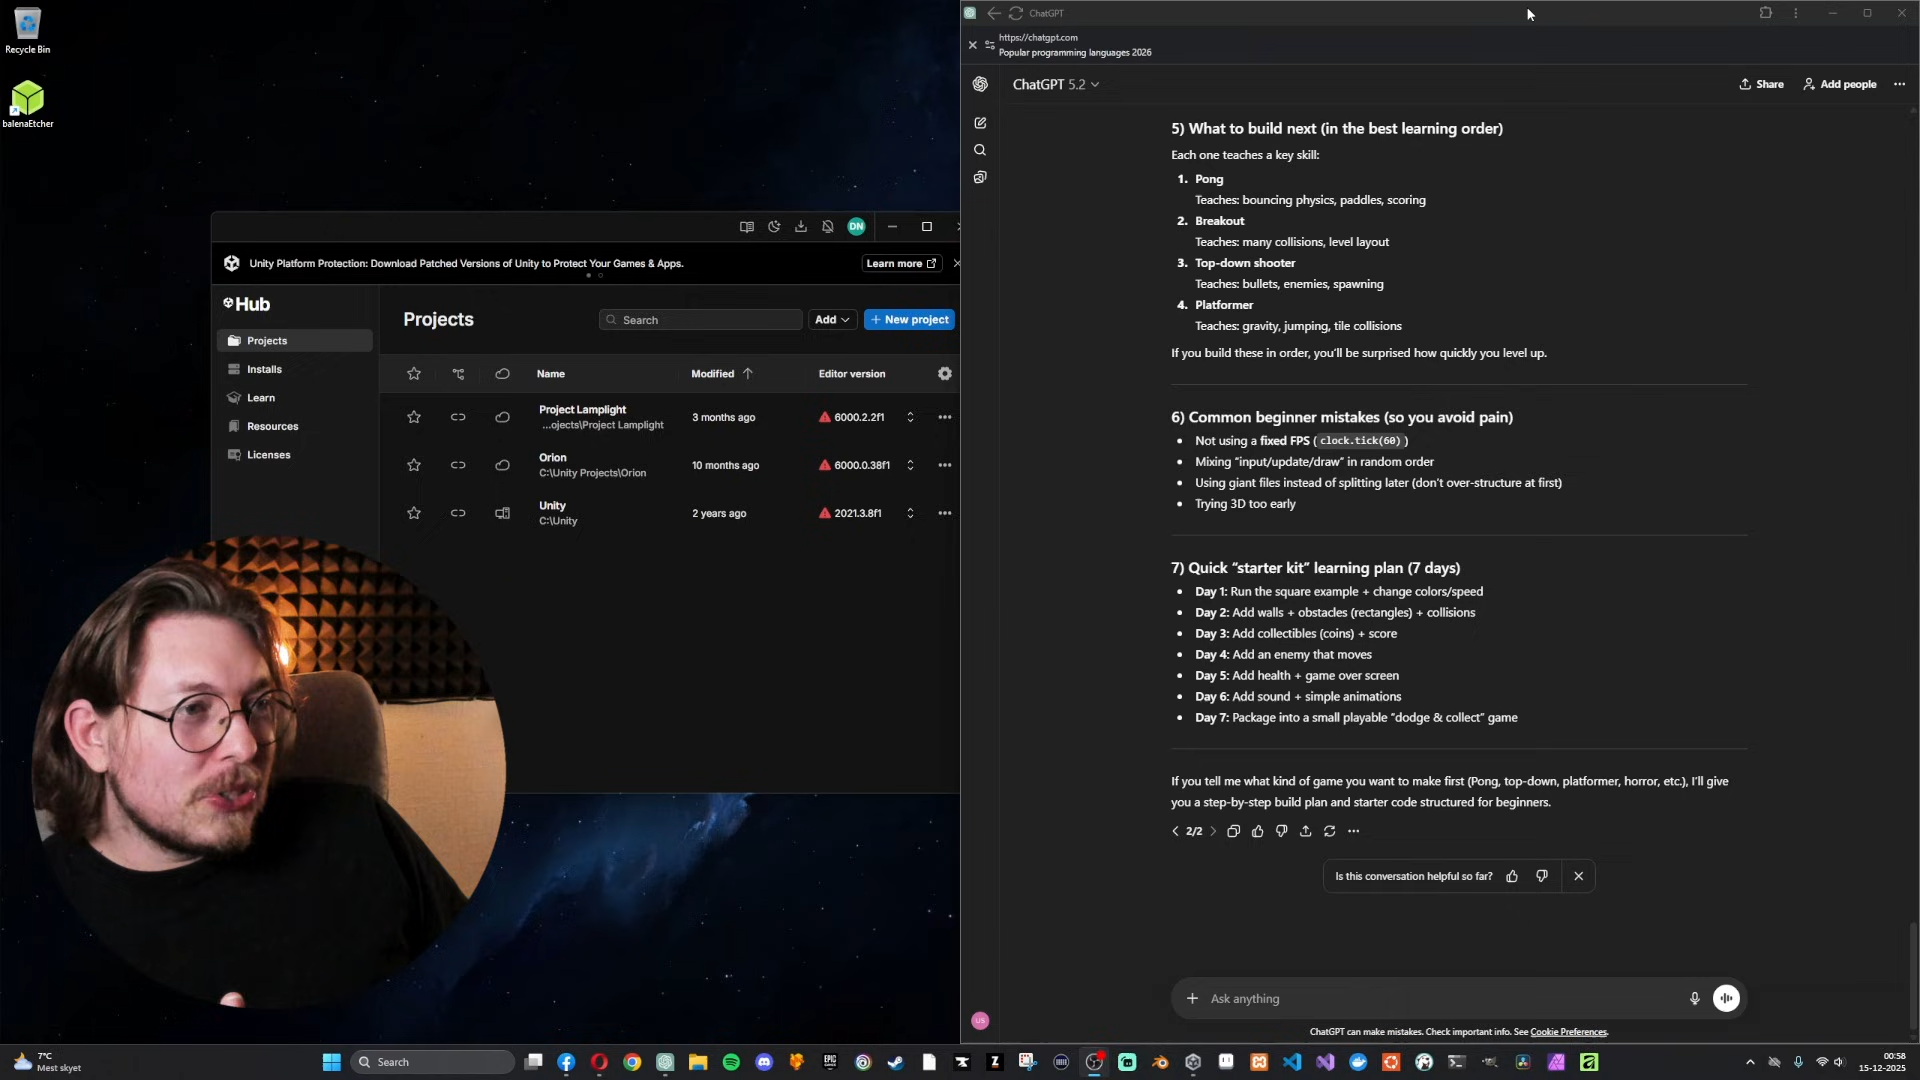 Recycle Bin
balenaEtcher
DN
Unity Platform Protection: Download Patched Versions of Unity to Protect Your Games & Apps.
Learn more
Hub
Projects
Installs
Learn
Resources
Licenses
Projects
Search
Add
+ New project
Name
Modified
Editor version
Project Lamplight
...ojects\Project Lamplight
3 months ago
6000.2.2f1
Orion
C:\Unity Projects\Orion
10 months ago
6000.0.38f1
Unity
C:\Unity
2 years ago
2021.3.8f1
ChatGPT
https://chatgpt.com
Popular programming languages 2026
ChatGPT 5.2
Share
Add people
5) What to build next (in the best learning order)
Each one teaches a key skill:
1. Pong
Teaches: bouncing physics, paddles, scoring
2. Breakout
Teaches: many collisions, level layout
3. Top-down shooter
Teaches: bullets, enemies, spawning
4. Platformer
Teaches: gravity, jumping, tile collisions
If you build these in order, you’ll be surprised how quickly you level up.
6) Common beginner mistakes (so you avoid pain)
• Not using a fixed FPS (clock.tick(60))
• Mixing “input/update/draw” in random order
• Using giant files instead of splitting later (don’t over-structure at first)
• Trying 3D too early
7) Quick “starter kit” learning plan (7 days)
• Day 1: Run the square example + change colors/speed
• Day 2: Add walls + obstacles (rectangles) + collisions
• Day 3: Add collectibles (coins) + score
• Day 4: Add an enemy that moves
• Day 5: Add health + game over screen
• Day 6: Add sound + simple animations
• Day 7: Package into a small playable “dodge & collect” game
If you tell me what kind of game you want to make first (Pong, top-down, platformer, horror, etc.), I’ll give
you a step-by-step build plan and starter code structured for beginners.
2/2
Is this conversation helpful so far?
Ask anything
US
ChatGPT can make mistakes. Check important info. See Cookie Preferences.
7°C
Mest skyet
Search
00:58
15-12-2025